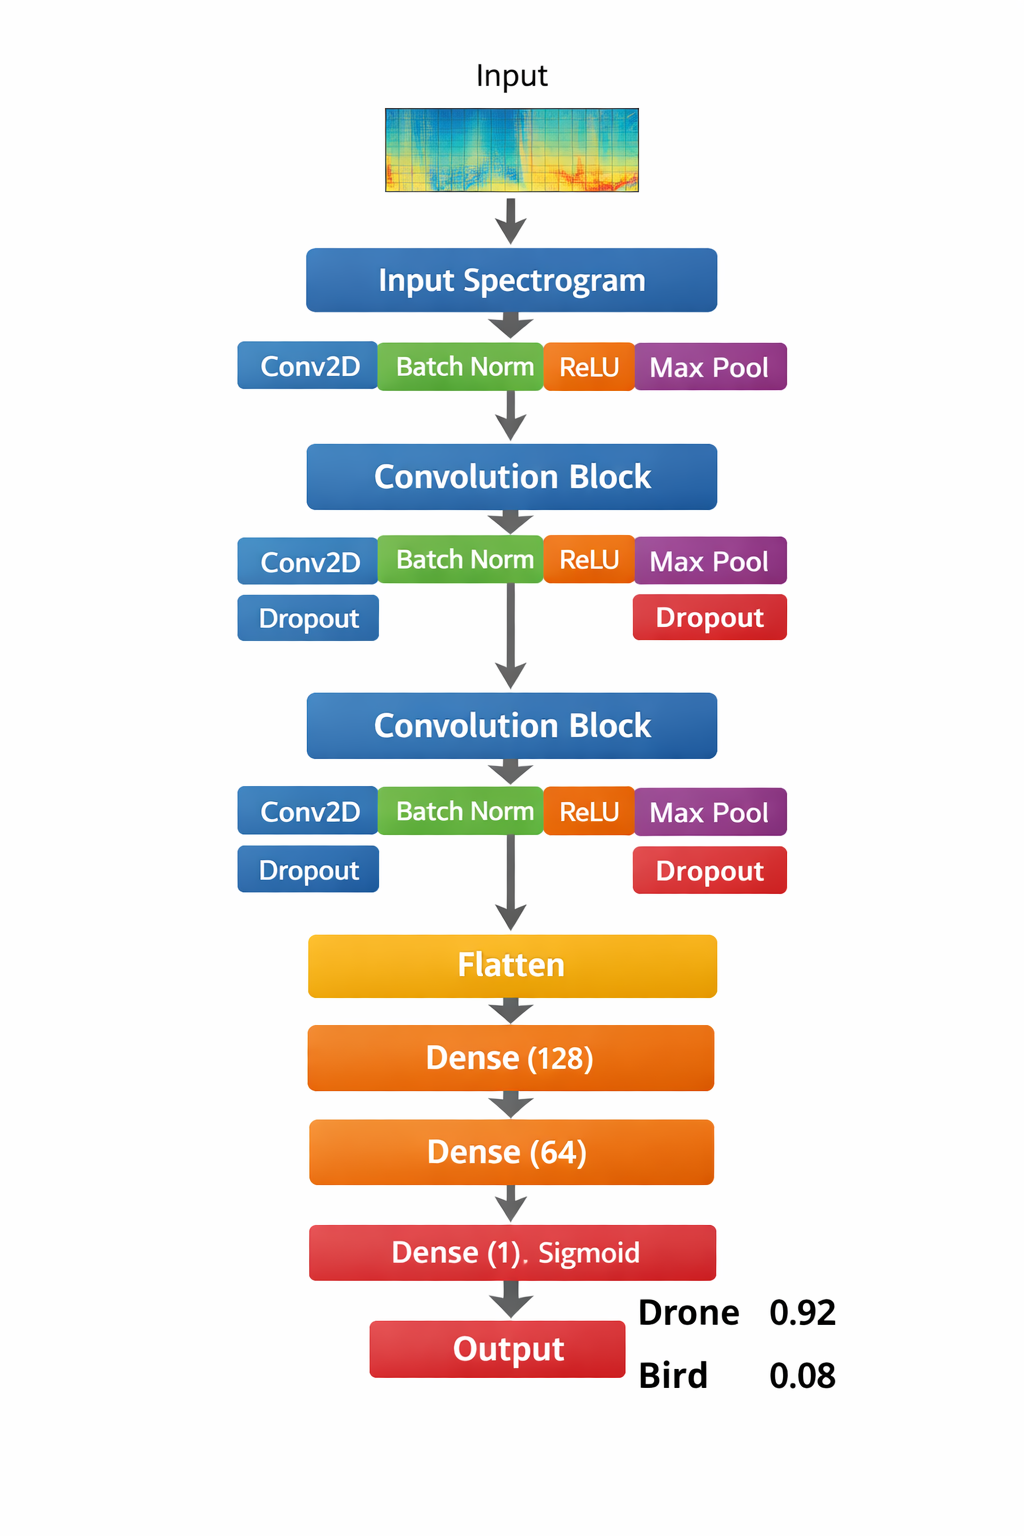 Input
Input Spectrogram
Conv2D Batch Norm ReLU Max Pool
Convolution Block
Conv2D Batch Norm ReLU Max Pool
Dropout Dropout
Convolution Block
Conv2D Batch Norm ReLU Max Pool
Dropout Dropout
Flatten
Dense (128)
Dense (64)
Dense (1). Sigmoid
Drone 0.92
Output
Bird 0.08